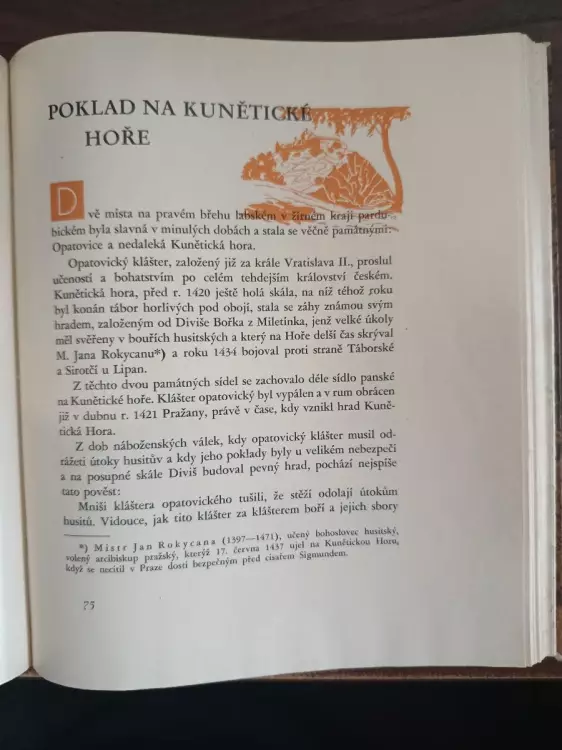 POKLAD NA KUNĚTICKÉ
HOŘE
Dvě místa na pravém břehu labském v žirném kraji pardu-
bickém byla slavná v minulých dobách a stala se věčně památnými:
Opatovice a nedaleká Kunětická hora.
Opatovický klášter, založený již za krále Vratislava II., proslul
učeností a bohatstvím po celém tehdejším království českém.
Kunětická hora, před r. 1420 ještě holá skála, na níž téhož roku
byl konán tábor horlivých pod obojí, stala se záhy známou svým
hradem, založeným od Diviše Bořka z Miletinka, jenž velké úkoly
měl svěřeny v bouřích husitských a který na Hoře delší čas skrýval
M. Jana Rokycanu*) a roku 1434 bojoval proti straně Táborské
a Sirotčí u Lipan.
Z těchto dvou památných sídel se zachovalo déle sídlo panské
na Kunětické hoře. Klášter opatovický byl vypálen a v rum obrácen
již v dubnu r. 1421 Pražany, právě v čase, kdy vznikl hrad Kuně-
tická Hora.
Z dob náboženských válek, kdy opatovický klášter musil od-
rážeti útoky husitův a kdy jeho poklady byly u velikém nebezpečí
a na posupné skále Diviš budoval pevný hrad, pochází nejspíše
tato pověst:
Mniši kláštera opatovického tušili, že stěží odolají útokům
husitů. Vidouce, jak tito klášter za klášterem boří a jejich sbory
*) Mistr Jan Rokycana (1397—1471), učený bohoslovec husitský,
volený arcibiskup pražský, kterýž 17. června 1437 ujel na Kunětickou Horu,
když se necítil v Praze dosti bezpečným před císařem Sigmundem.
75